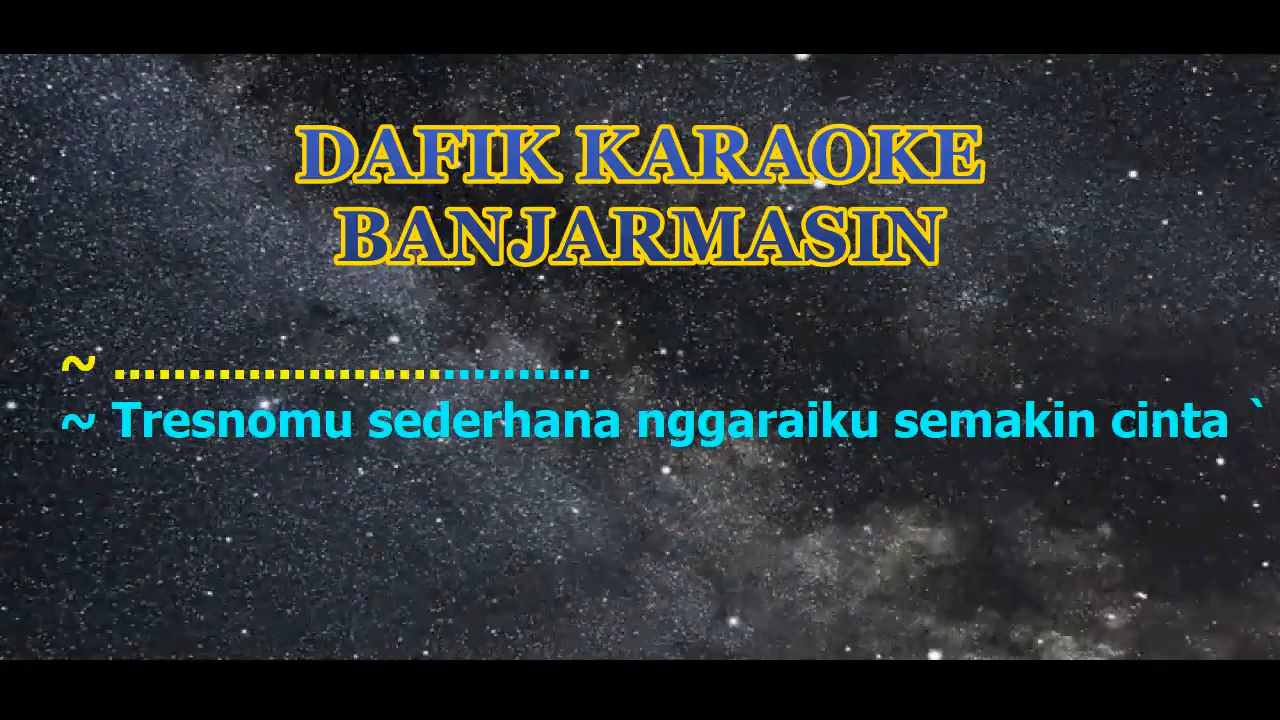 DAFIK KARAOKE
BANJARMASIN
~ ................................
~ Tresnomu sederhana nggaraiku semakin cinta `